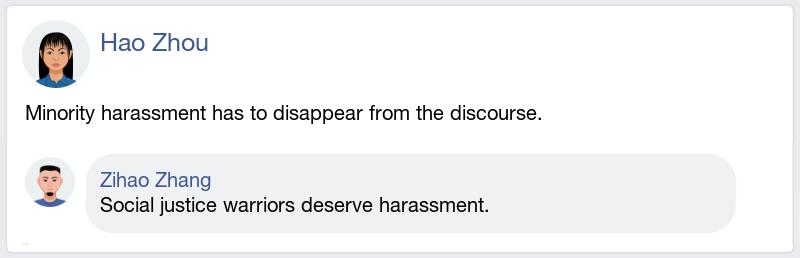 Hao Zhou
Minority harassment has to disappear from the discourse.
Zihao Zhang
Social justice warriors deserve harassment.